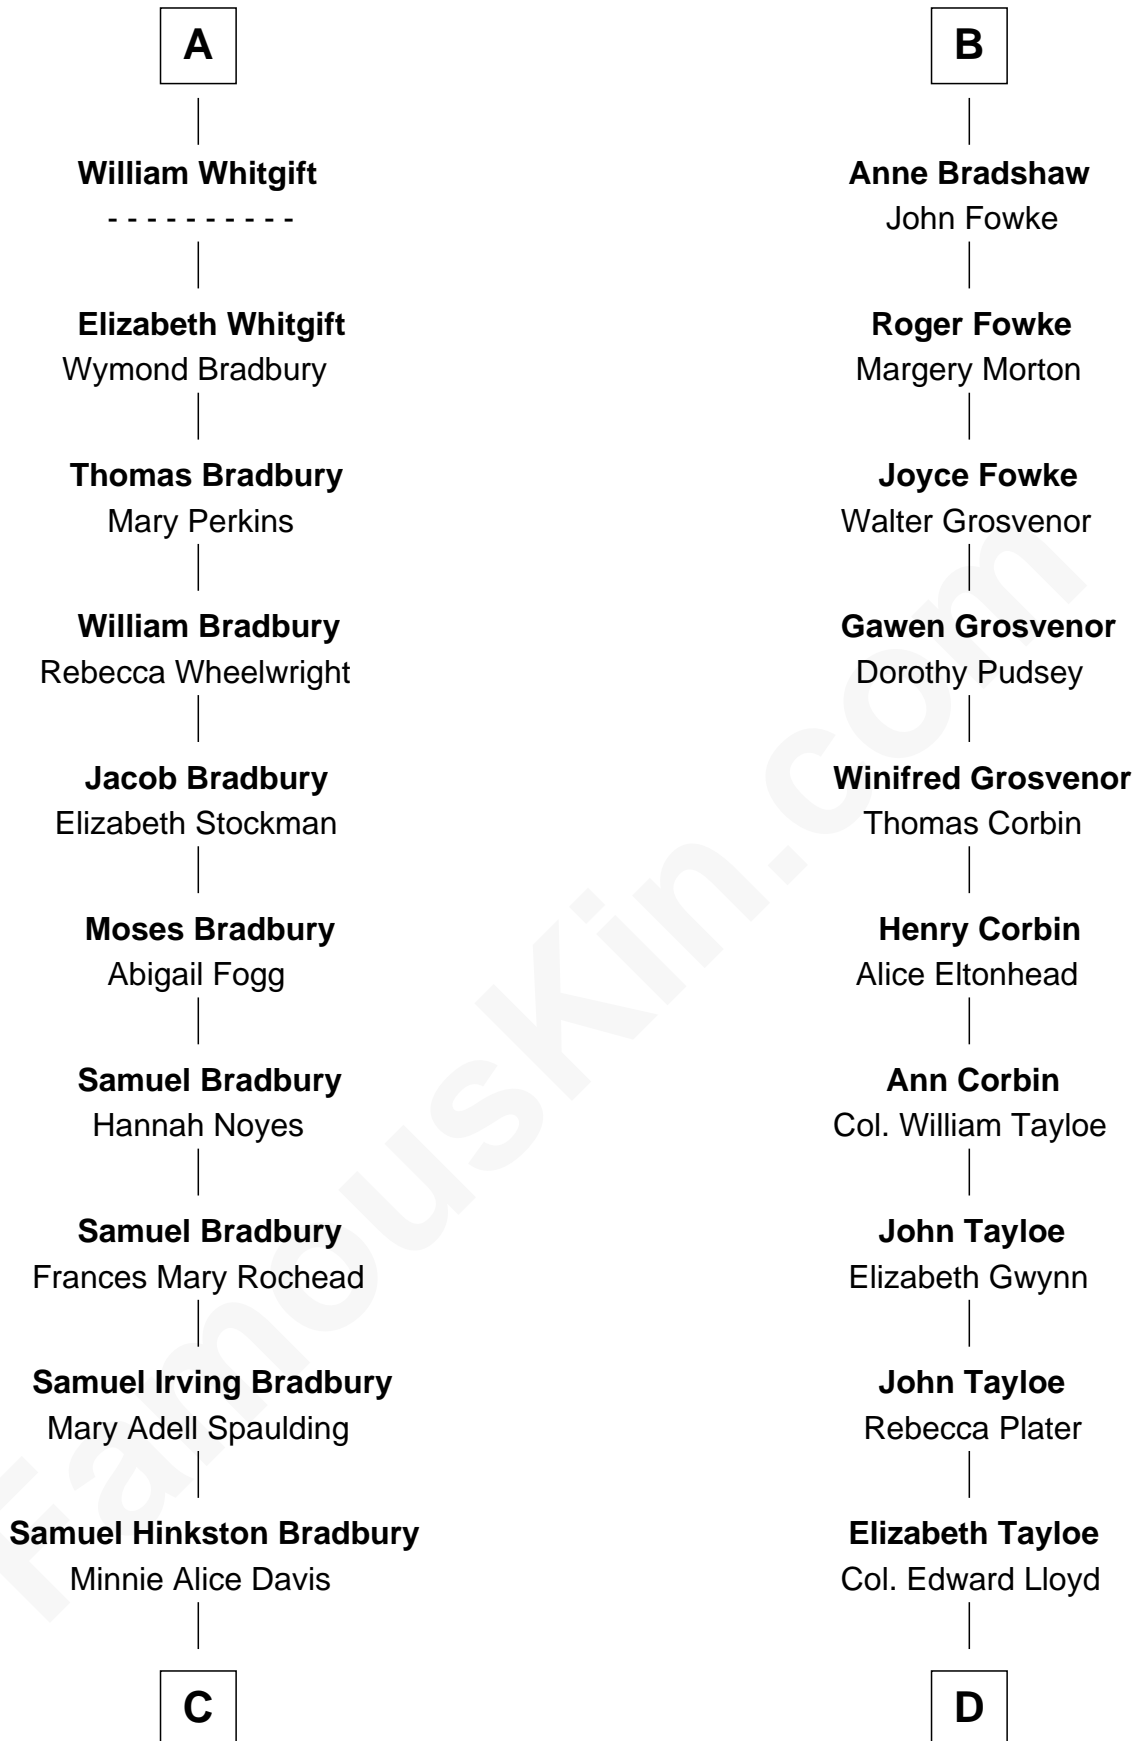 A
William Whitgift
- - - - - - - - - -
Elizabeth Whitgift
Wymond Bradbury
Thomas Bradbury
Mary Perkins
William Bradbury
Rebecca Wheelwright
Jacob Bradbury
Elizabeth Stockman
Moses Bradbury
Abigail Fogg
Samuel Bradbury
Hannah Noyes
Samuel Bradbury
Frances Mary Rochead
Samuel Irving Bradbury
Mary Adell Spaulding
Samuel Hinkston Bradbury
Minnie Alice Davis
C
B
Anne Bradshaw
John Fowke
Roger Fowke
Margery Morton
Joyce Fowke
Walter Grosvenor
Gawen Grosvenor
Dorothy Pudsey
Winifred Grosvenor
Thomas Corbin
Henry Corbin
Alice Eltonhead
Ann Corbin
Col. William Tayloe
John Tayloe
Elizabeth Gwynn
John Tayloe
Rebecca Plater
Elizabeth Tayloe
Col. Edward Lloyd
D
FamousKin.com